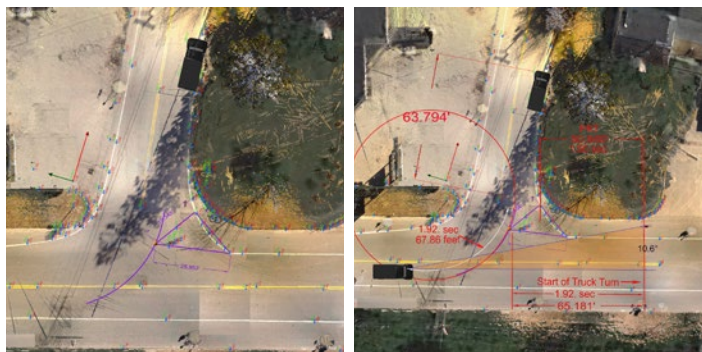 63.794'
1.92. sec
67.86 feet
10.6°
Start of Truck Turn
1.92. sec
65.181'